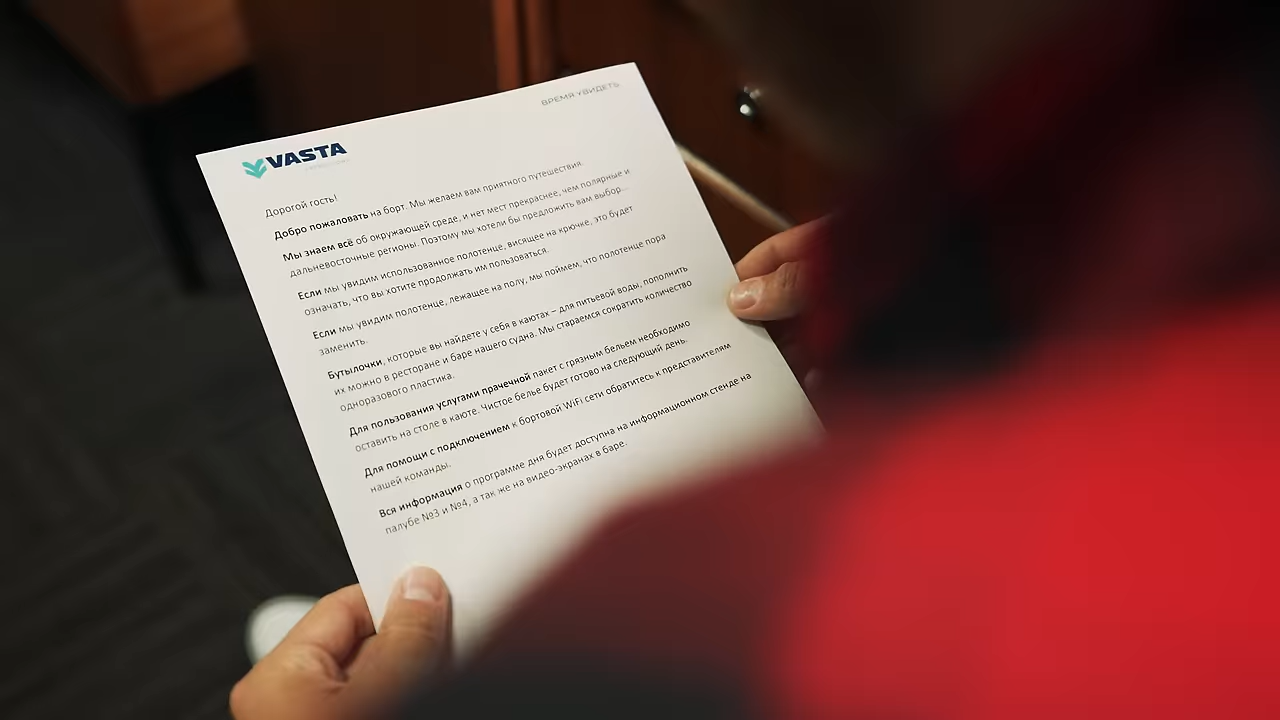 ВРЕМЯ УВИДЕТЬ
VASTA
Дорогой гость!
Добро пожаловать на борт. Мы желаем вам приятного путешествия.
Мы знаем всё об окружающей среде, и нет мест прекраснее, чем полярные и
дальневосточные регионы. Поэтому мы хотели бы предложить вам выбор...
Если мы увидим использованное полотенце, висящее на крючке, это будет
означать, что вы хотите продолжать им пользоваться.
Если мы увидим полотенце, лежащее на полу, мы поймем, что полотенце пора
заменить.
Бутылочки, которые вы найдете у себя в каютах – для питьевой воды, пополнить
их можно в ресторане и баре нашего судна. Мы стараемся сократить количество
одноразового пластика.
Для пользования услугами прачечной пакет с грязным бельем необходимо
оставить на столе в каюте. Чистое белье будет готово на следующий день.
Для помощи с подключением к бортовой WiFi сети обратитесь к представителям
нашей команды.
Вся информация о программе дня будет доступна на информационном стенде на
палубе №3 и №4, а так же на видео-экранах в баре.